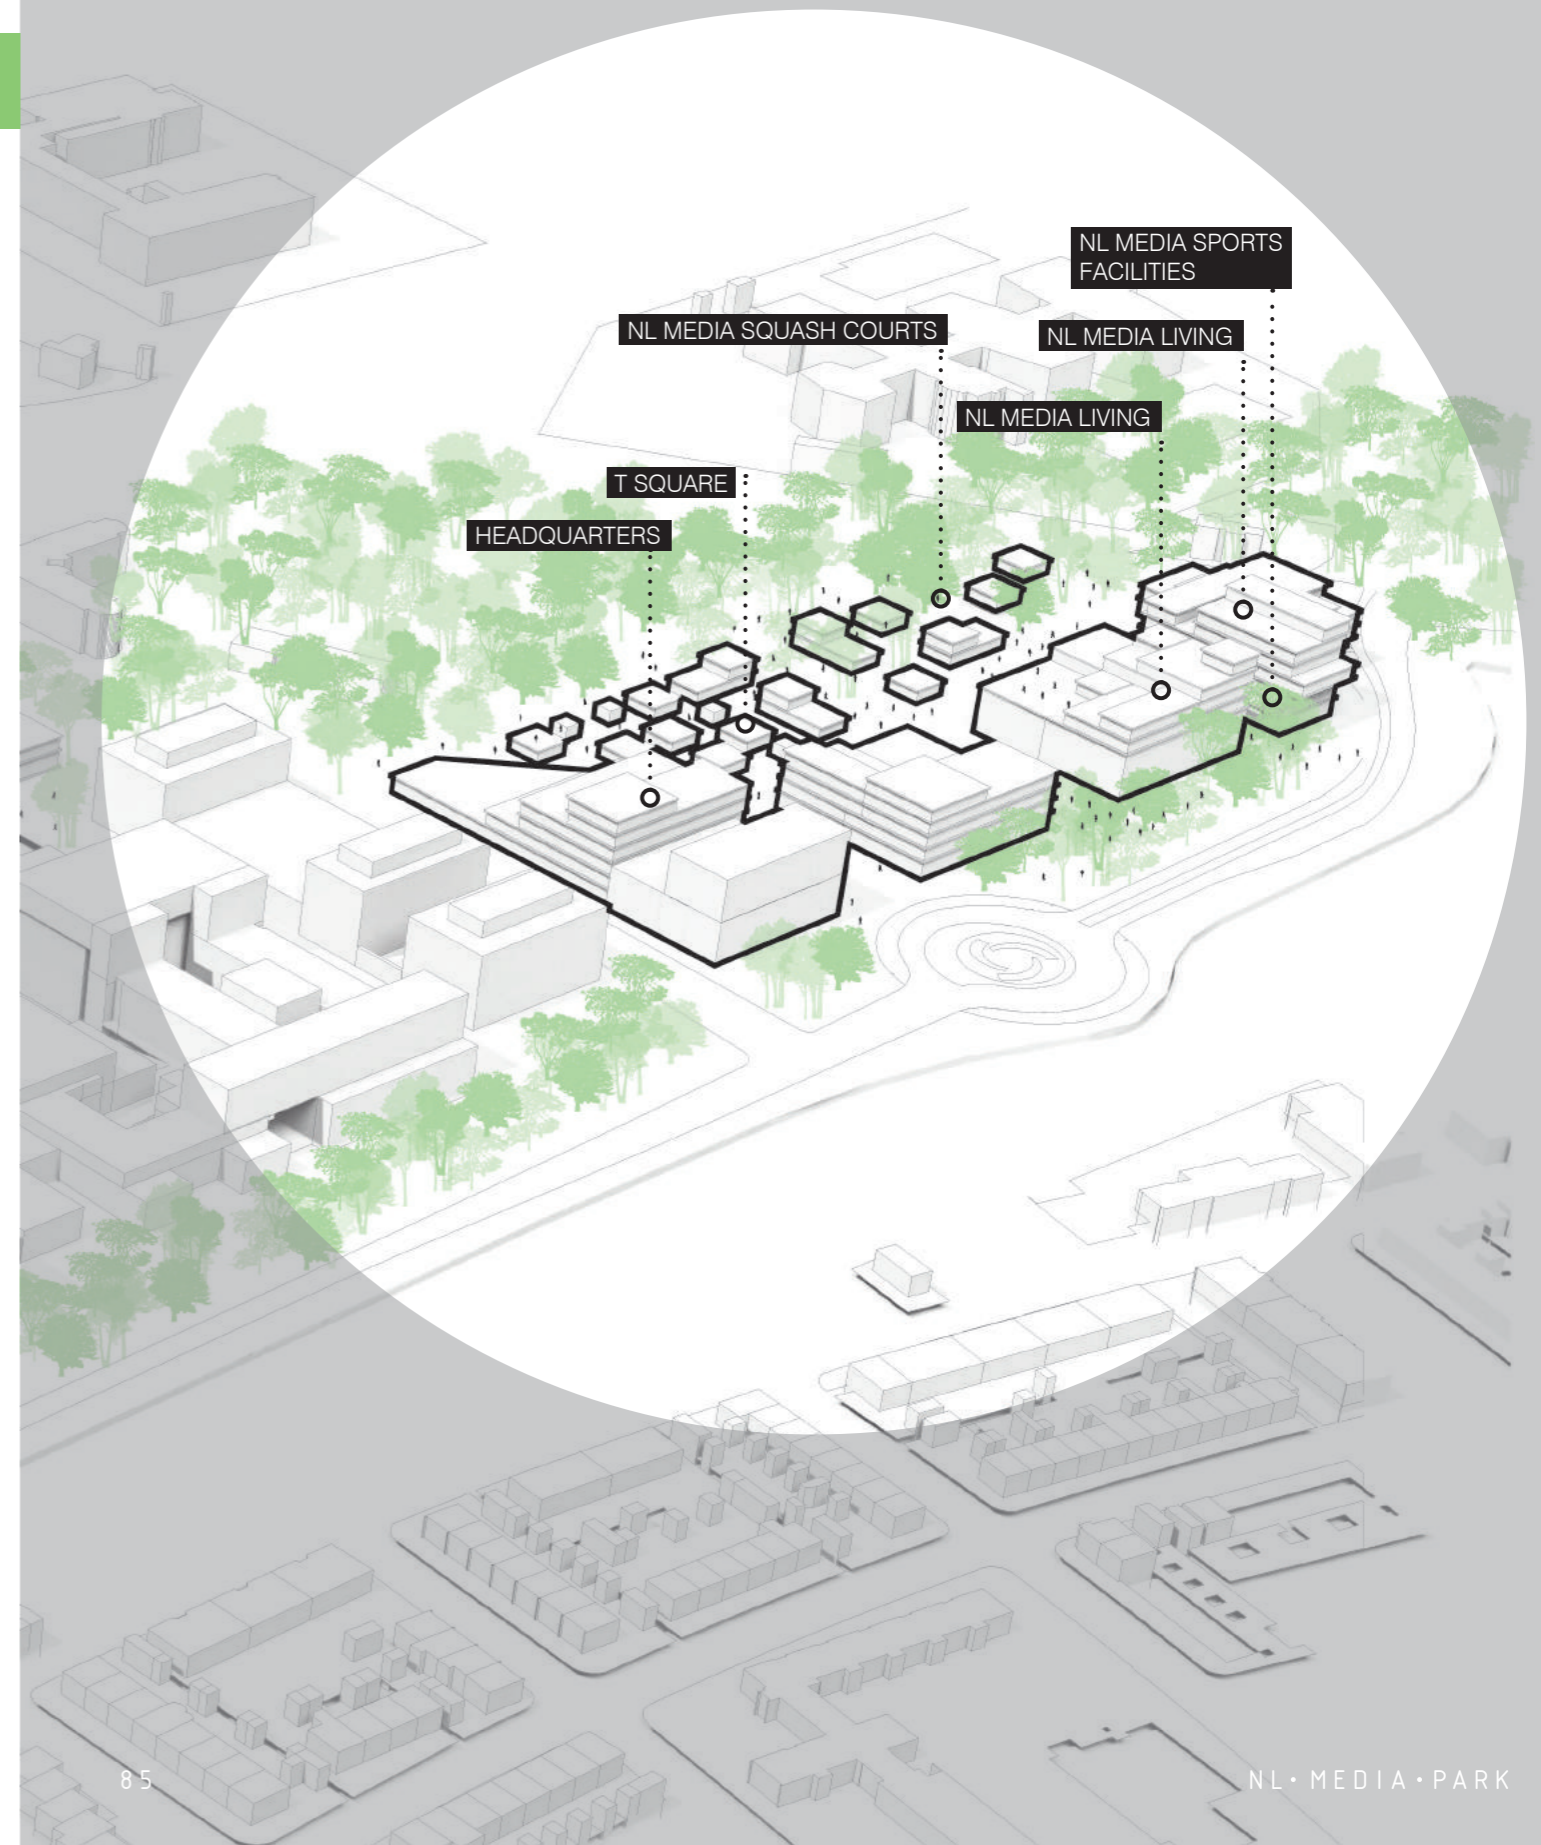 NL MEDIA SPORTS
FACILITIES
NL MEDIA SQUASH COURTS
NL MEDIA LIVING
NL MEDIA LIVING
T SQUARE
HEADQUARTERS
85
NL•MEDIA•PARK